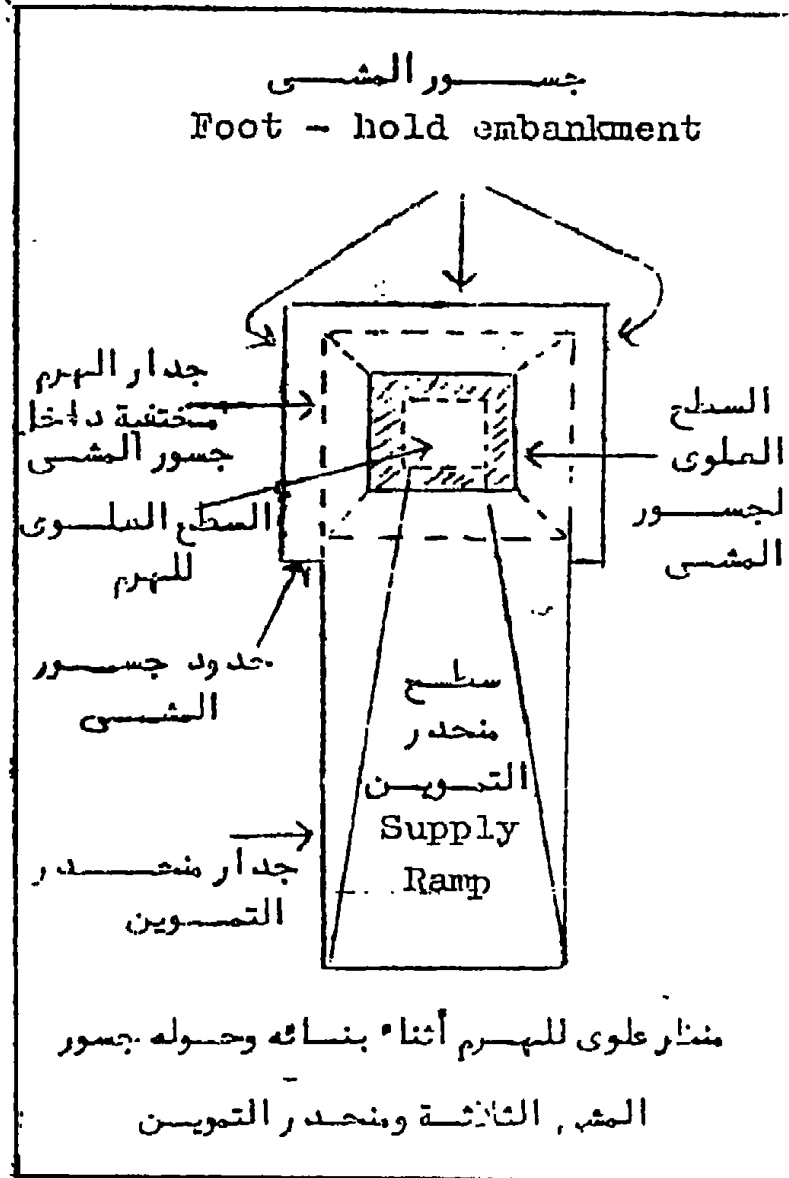 جسور المشى
Foot - hold embankment
جدار الهرم
مختفية داخل
جسور المشى
السطح العلوى
للهرم
حدود جسور
المشى
جدار منحدر
التموين
السطح
العلوى
لجسور
المشى
سطح
منحدر
التموين
Supply
Ramp
منظر علوى للهرم أثناء بنائه وحوله جسور
المشى الثلاثة ومنحدر التموين